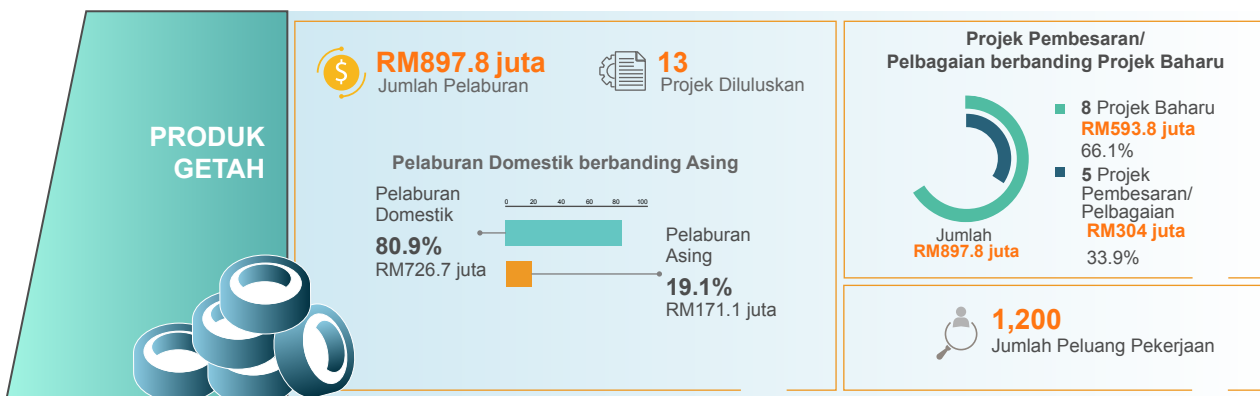 PRODUK
GETAH
RM897.8 juta
Jumlah Pelaburan
13
Projek Diluluskan
Pelaburan Domestik berbanding Asing
Pelaburan
Domestik
80.9%
RM726.7 juta
0 20 40 60 80 100
Pelaburan
Asing
19.1%
RM171.1 juta
Projek Pembesaran/
Pelbagaian berbanding Projek Baharu
8 Projek Baharu
RM593.8 juta
66.1%
5 Projek
Pembesaran/
Pelbagaian
RM304 juta
33.9%
Jumlah
RM897.8 juta
1,200
Jumlah Peluang Pekerjaan